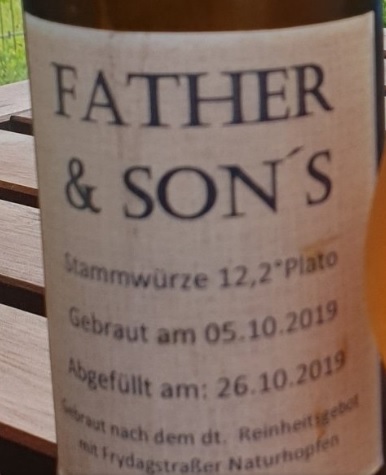 FATHER
& SON´S
Stammwürze 12,2°Plato
Gebraut am 05.10.2019
Abgefüllt am: 26.10.2019
Gebraut nach dem dt. Reinheitsgebot
mit Frydagstraßer Naturhopfen